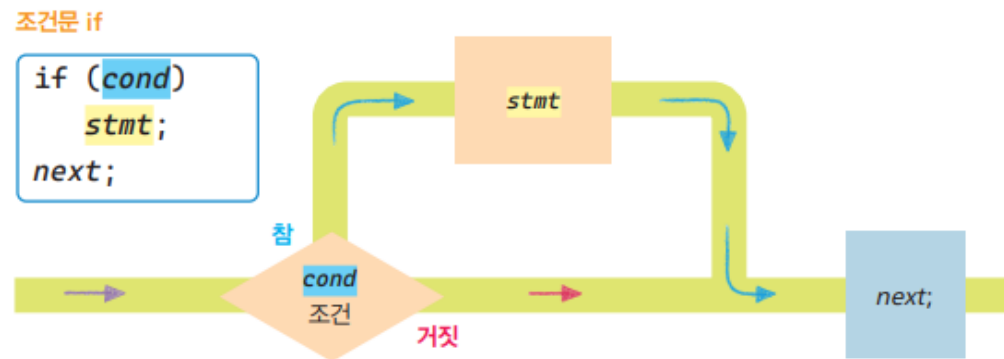 조건문 if
if (cond)
stmt;
next;
stmt
참
cond
조건
거짓
next;